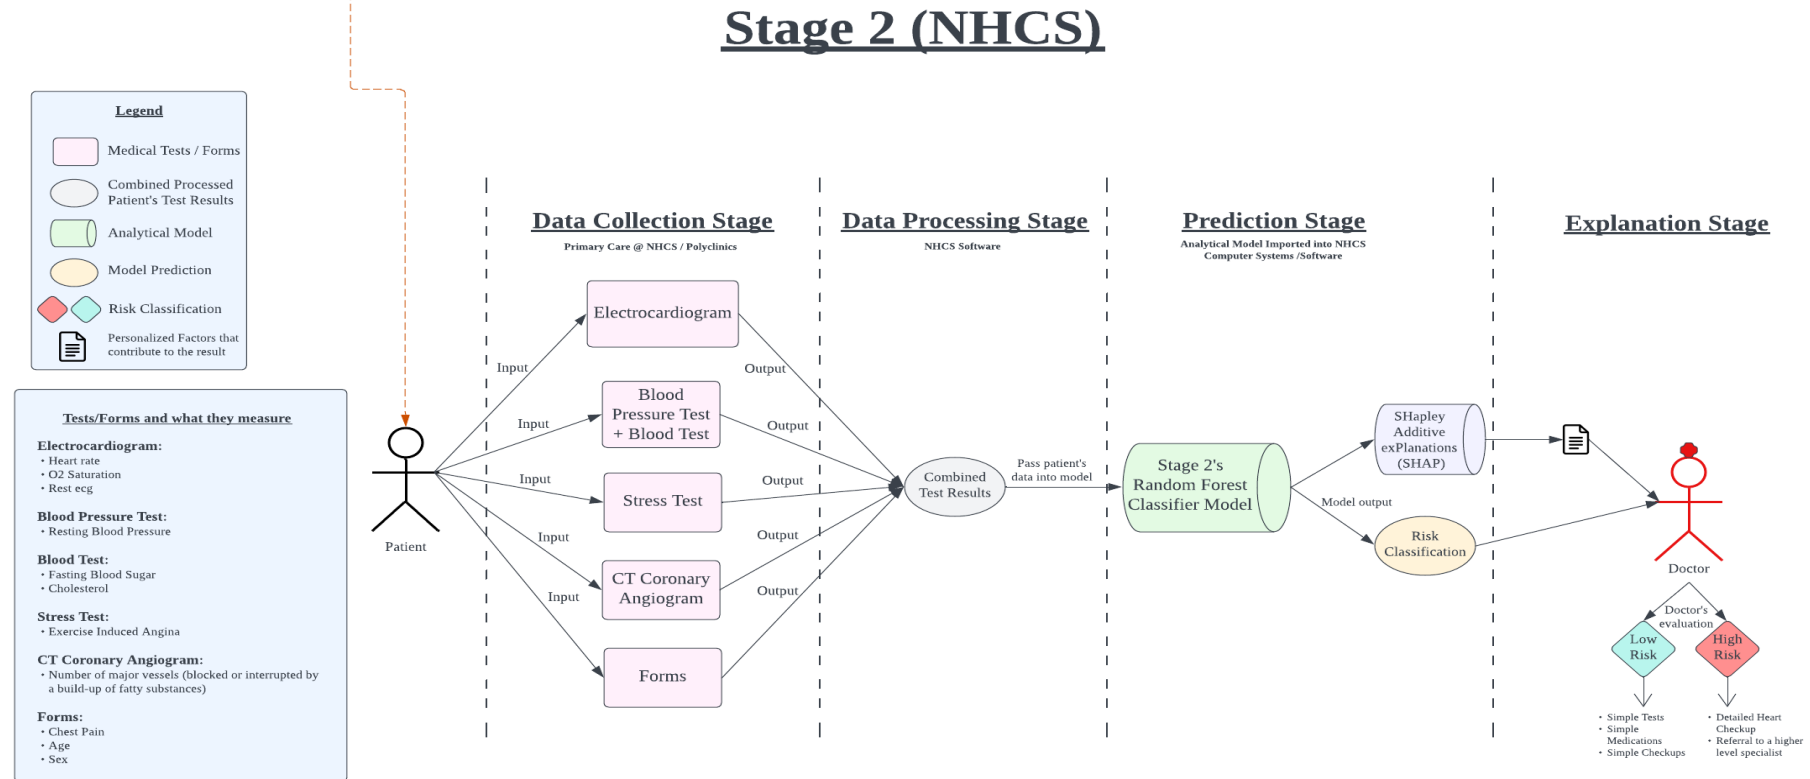 Stage 2 (NHCS)
Legend
Medical Tests / Forms
Combined Processed
Patient's Test Results
Analytical Model
Model Prediction
Risk Classification
Personalized Factors that
contribute to the result
Tests/Forms and what they measure
Electrocardiogram:
• Heart rate
• O2 Saturation
• Rest ecg
Blood Pressure Test:
• Resting Blood Pressure
Blood Test:
• Fasting Blood Sugar
• Cholesterol
Stress Test:
• Exercise Induced Angina
CT Coronary Angiogram:
• Number of major vessels (blocked or interrupted by
a build-up of fatty substances)
Forms:
• Chest Pain
• Age
• Sex
Patient
Data Collection Stage
Primary Care @ NHCS / Polyclinics
Input
Input
Input
Input
Input
Electrocardiogram
Blood
Pressure Test
+ Blood Test
Stress Test
CT Coronary
Angiogram
Forms
Output
Output
Output
Output
Output
Data Processing Stage
NHCS Software
Combined
Test Results
Pass patient's
data into model
Prediction Stage
Analytical Model Imported into NHCS
Computer Systems /Software
Stage 2's
Random Forest
Classifier Model
Model output
SHapley
Additive
exPlanations
(SHAP)
Risk
Classification
Explanation Stage
Doctor
Doctor's
evaluation
Low
Risk
High
Risk
• Simple Tests
• Simple
Medications
• Simple Checkups
• Detailed Heart
Checkup
• Referral to a higher
level specialist